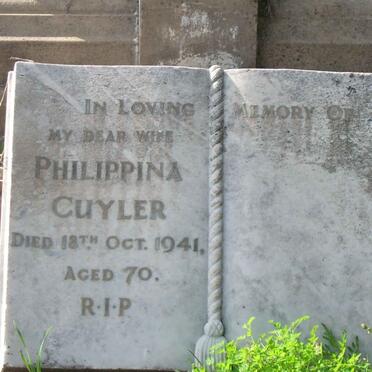 IN LOVING MEMORY OF
MY DEAR WIFE
PHILIPPINA
CUYLER
DIED 18TH OCT. 1941.
AGED 70.
R·I·P